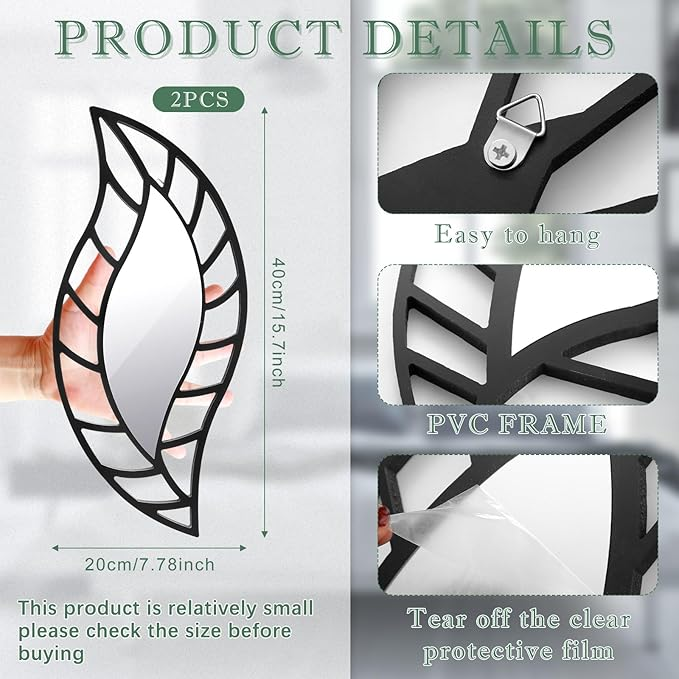 PRODUCT DETAILS
2PCS
40cm/15.7inch
20cm/7.78inch
This product is relatively small
please check the size before
buying
Easy to hang
PVC FRAME
Tear off the clear
protective film